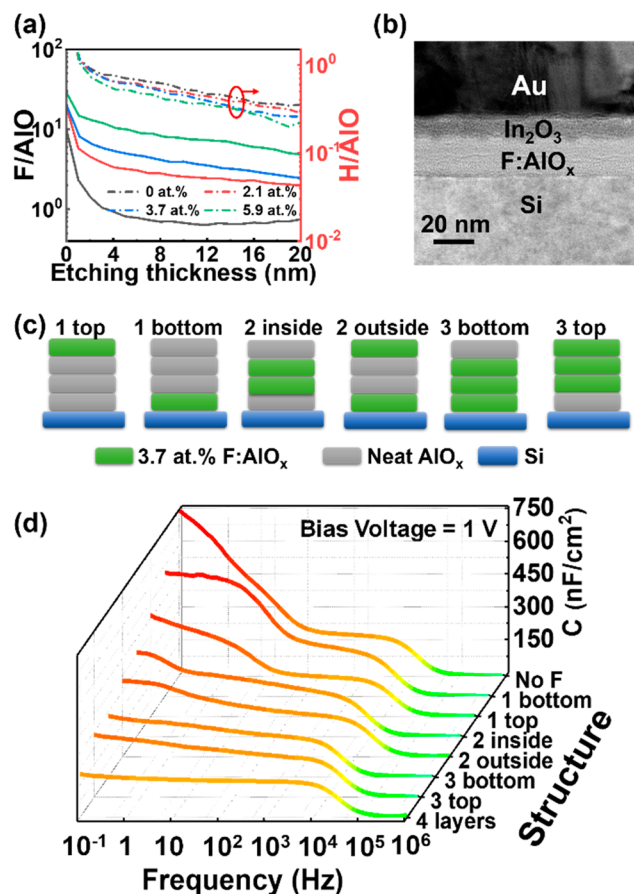 (a)
10²
10¹
10⁰
F/AlO
10⁰
10⁻¹
10⁻²
H/AlO
0 at.% 2.1 at.%
3.7 at.% 5.9 at.%
0 4 8 12 16 20
Etching thickness (nm)
(b)
Au
In₂O₃
F:AlOₓ
Si
20 nm
(c)
1 top 1 bottom 2 inside 2 outside 3 bottom 3 top
3.7 at.% F:AlOₓ Neat AlOₓ Si
(d)
Bias Voltage = 1 V
750
600
450
300
150
C (nF/cm²)
No F
1 bottom
1 top
2 inside
2 outside
3 bottom
3 top
4 layers
Structure
10⁻¹ 1 10 10² 10³ 10⁴ 10⁵ 10⁶
Frequency (Hz)